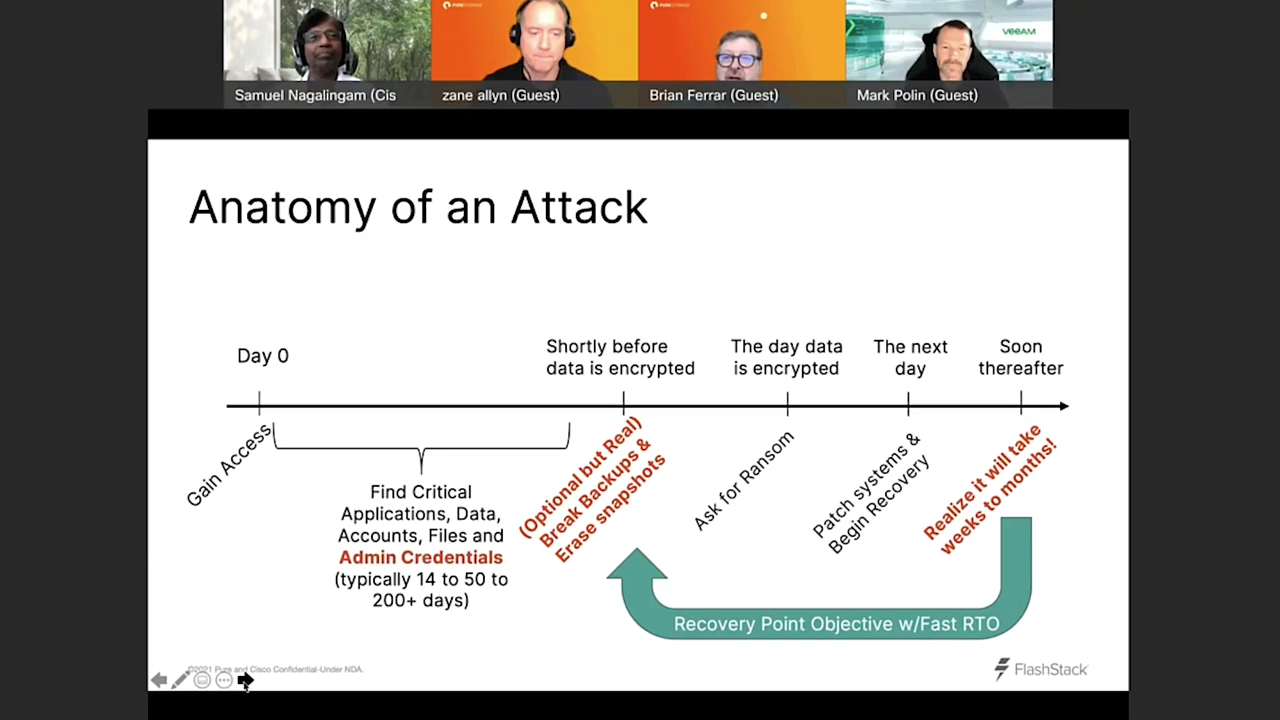 PURESTORAGE
PURESTORAGE
veeam
Samuel Nagalingam (Cis
zane allyn (Guest)
Brian Ferrar (Guest)
Mark Polin (Guest)
Anatomy of an Attack
Day 0
Shortly before
data is encrypted
The day data
is encrypted
The next
day
Soon
thereafter
Gain Access
Find Critical
Applications, Data,
Accounts, Files and
Admin Credentials
(typically 14 to 50 to
200+ days)
(Optional but Real)
Break Backups &
Erase snapshots
Ask for Ransom
Patch systems &
Begin Recovery
Realize it will take
weeks to months!
Recovery Point Objective w/Fast RTO
©2021 Pure and Cisco Confidential-Under NDA.
FlashStack